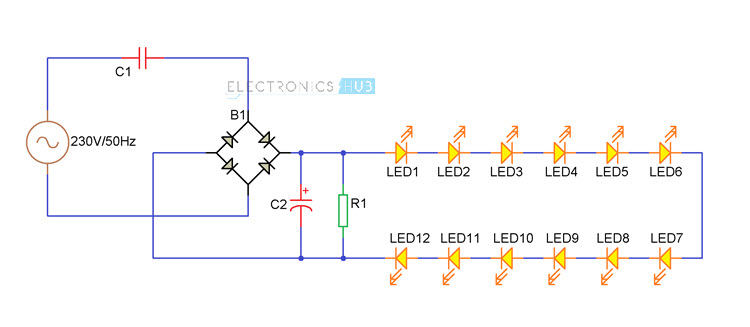 C1
ELECTRONICS HUB
B1
230V/50Hz
LED1 LED2 LED3 LED4 LED5 LED6
C2 + R1
LED12 LED11 LED10 LED9 LED8 LED7